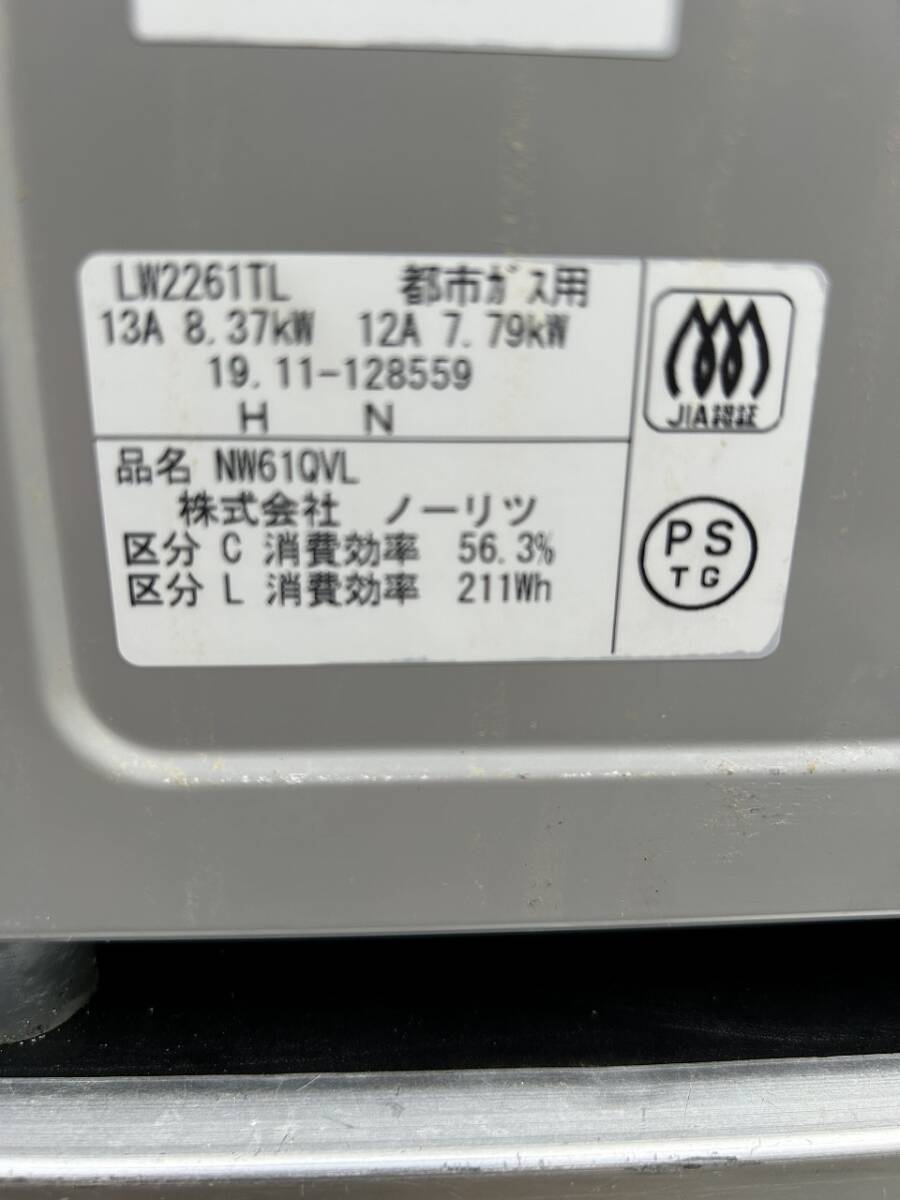 LW2261TL 都市ｶﾞｽ用
13A 8.37kW 12A 7.79kW
19.11-128559
H N
JIA認証
品名 NW61QVL
株式会社 ノーリツ
区分 C 消費効率 56.3%
区分 L 消費効率 211Wh
PS
TG